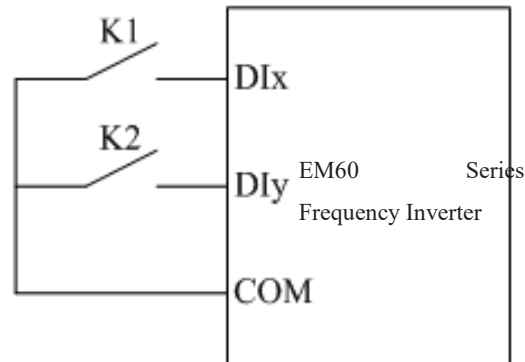 K1
DIx
K2
DIy
EM60 Series
Frequency Inverter
COM